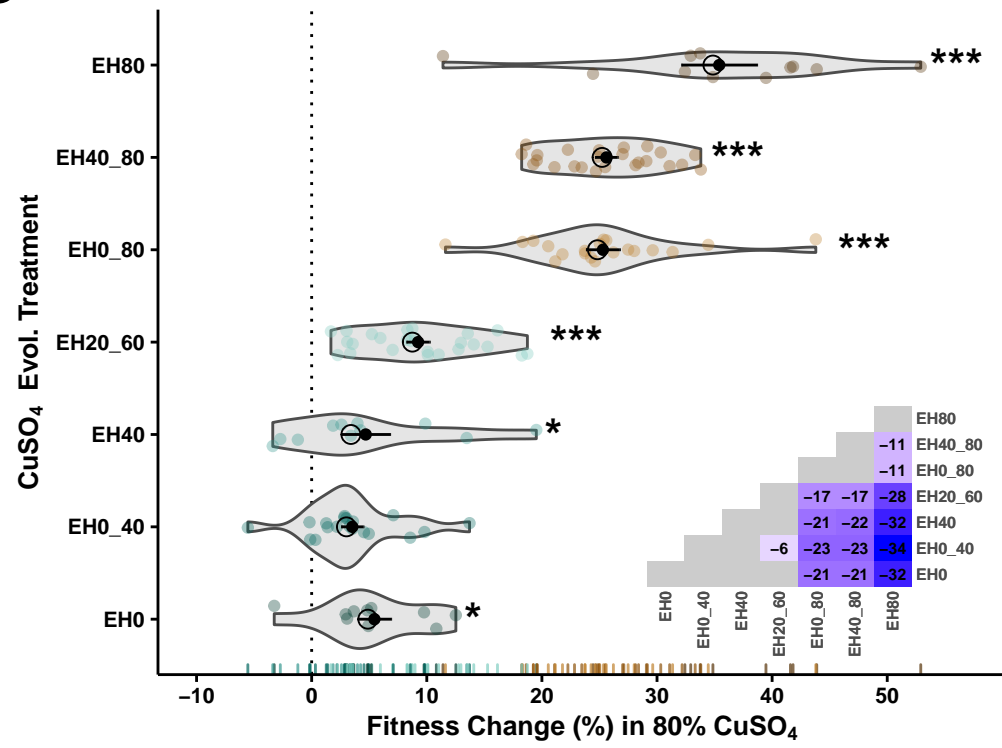 EH80
***
EH40_80
***
EH0_80
***
EH20_60
***
EH40
*
EH0_40
EH0
*
CuSO₄ Evol. Treatment
EH80
−11 EH40_80
−11 EH0_80
−17 −17 −28 EH20_60
−21 −22 −32 EH40
−6 −23 −23 −34 EH0_40
−21 −21 −32 EH0
EH0 EH0_40 EH40 EH20_60 EH0_80 EH40_80 EH80
−10 0 10 20 30 40 50
Fitness Change (%) in 80% CuSO₄